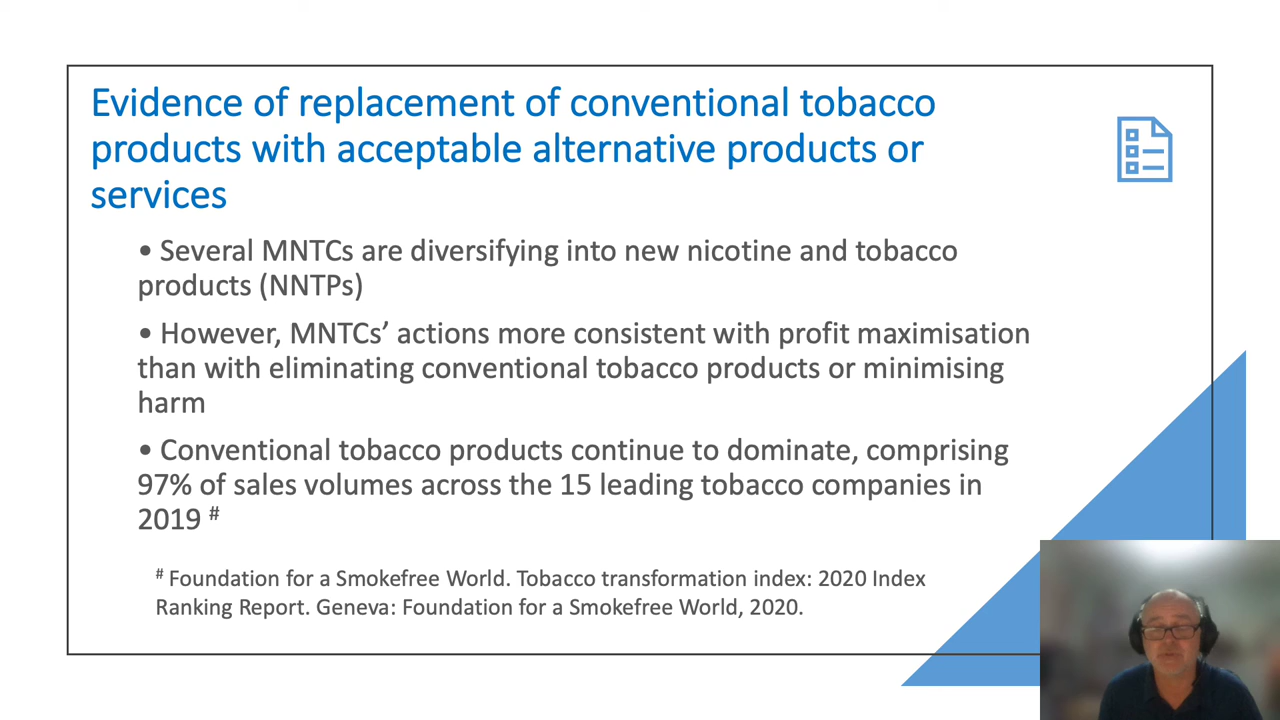 Evidence of replacement of conventional tobacco
products with acceptable alternative products or
services
• Several MNTCs are diversifying into new nicotine and tobacco
products (NNTPs)
• However, MNTCs’ actions more consistent with profit maximisation
than with eliminating conventional tobacco products or minimising
harm
• Conventional tobacco products continue to dominate, comprising
97% of sales volumes across the 15 leading tobacco companies in
2019 #
# Foundation for a Smokefree World. Tobacco transformation index: 2020 Index
Ranking Report. Geneva: Foundation for a Smokefree World, 2020.